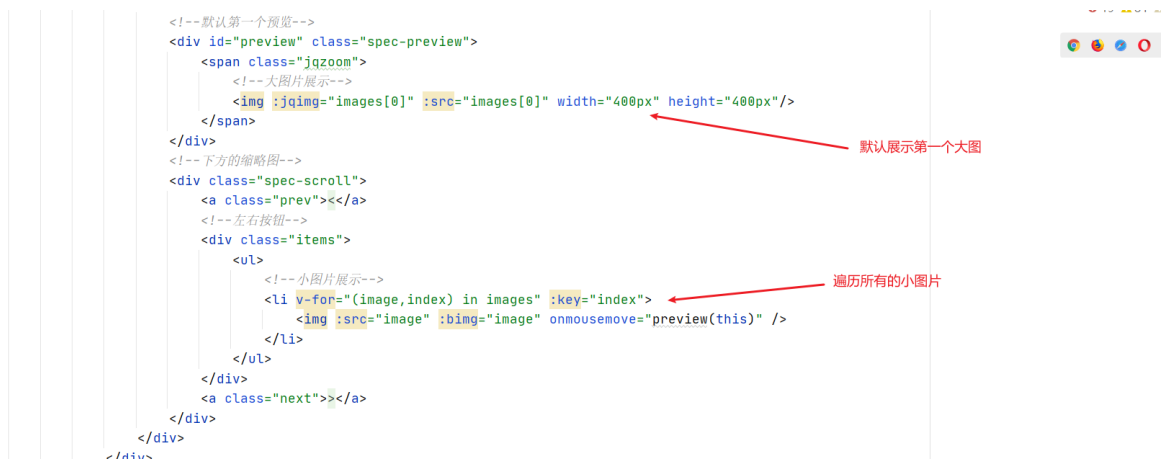 <!--默认第一个预览-->
<div id="preview" class="spec-preview">
<span class="jqzoom">
<!--大图片展示-->
<img :jqimg="images[0]" :src="images[0]" width="400px" height="400px"/>
</span>
</div>
默认展示第一个大图
<!--下方的缩略图-->
<div class="spec-scroll">
<a class="prev"><</a>
<!--左右按钮-->
<div class="items">
<ul>
<!--小图片展示-->
遍历所有的小图片
<li v-for="(image,index) in images" :key="index">
<img :src="image" :bimg="image" onmousemove="preview(this)" />
</li>
</ul>
</div>
<a class="next">></a>
</div>
</div>
</div>